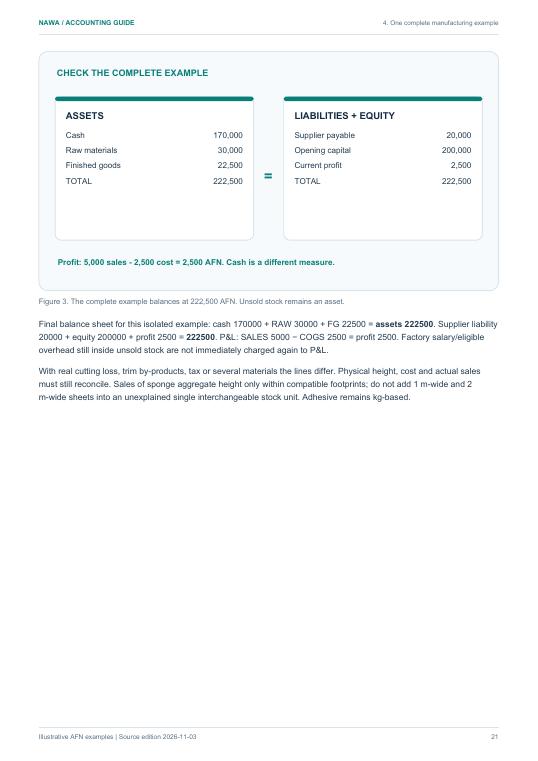 NAWA / ACCOUNTING GUIDE
4. One complete manufacturing example
CHECK THE COMPLETE EXAMPLE
ASSETS
Cash 170,000
Raw materials 30,000
Finished goods 22,500
TOTAL 222,500
=
LIABILITIES + EQUITY
Supplier payable 20,000
Opening capital 200,000
Current profit 2,500
TOTAL 222,500
Profit: 5,000 sales - 2,500 cost = 2,500 AFN. Cash is a different measure.
Figure 3. The complete example balances at 222,500 AFN. Unsold stock remains an asset.
Final balance sheet for this isolated example: cash 170000 + RAW 30000 + FG 22500 = assets 222500. Supplier liability
20000 + equity 200000 + profit 2500 = 222500. P&L: SALES 5000 − COGS 2500 = profit 2500. Factory salary/eligible
overhead still inside unsold stock are not immediately charged again to P&L.
With real cutting loss, trim by-products, tax or several materials the lines differ. Physical height, cost and actual sales
must still reconcile. Sales of sponge aggregate height only within compatible footprints; do not add 1 m-wide and 2
m-wide sheets into an unexplained single interchangeable stock unit. Adhesive remains kg-based.
Illustrative AFN examples | Source edition 2026-11-03
21